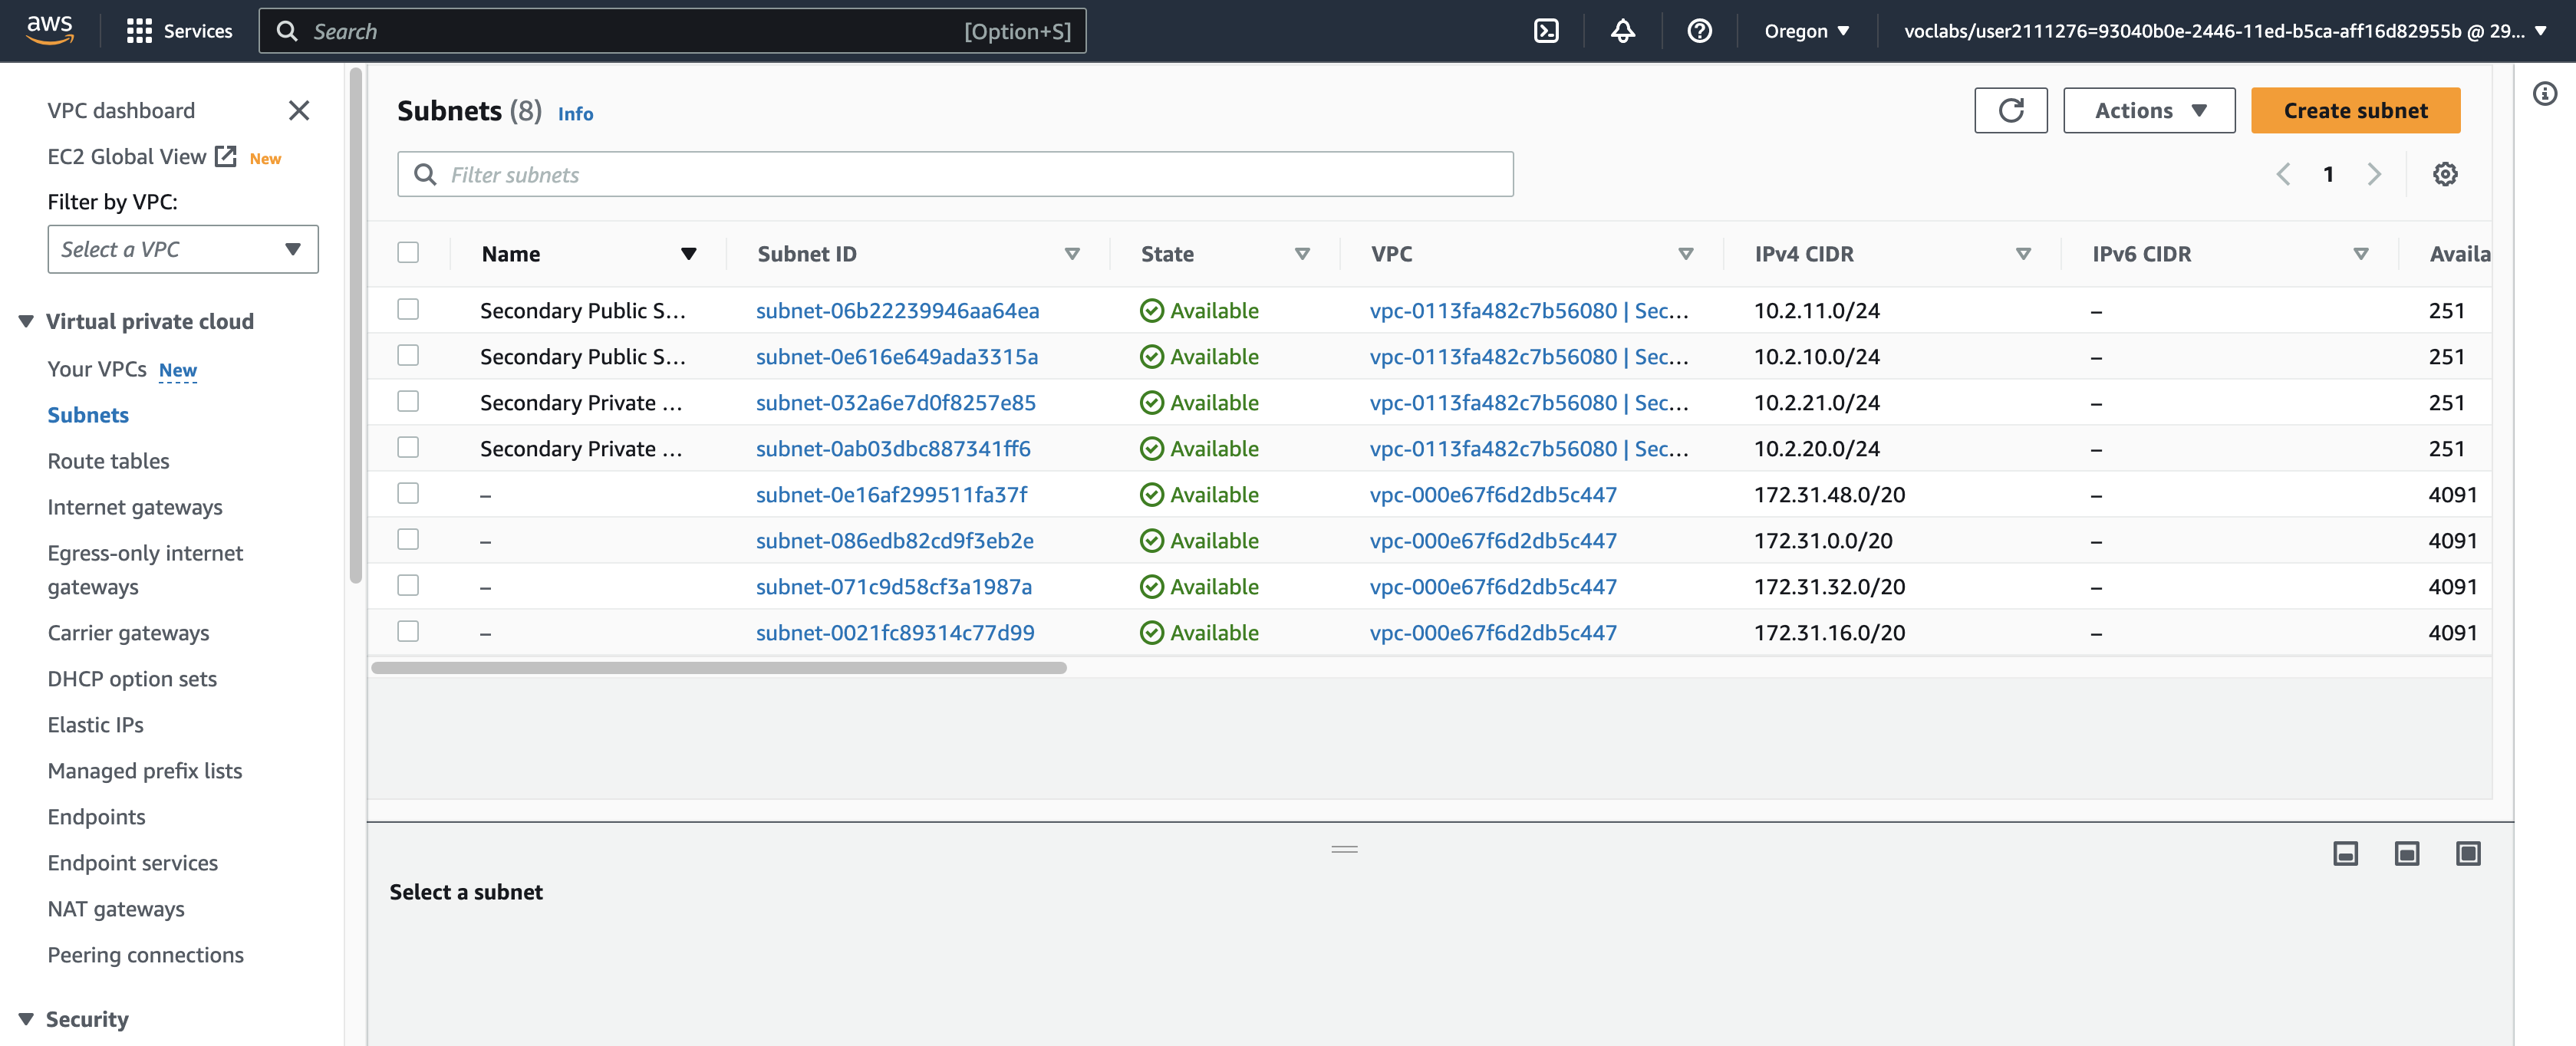 aws
Services
Search
[Option+S]
Oregon
voclabs/user2111276=93040b0e-2446-11ed-b5ca-aff16d82955b @ 29...
VPC dashboard
EC2 Global View New
Filter by VPC:
Select a VPC
Virtual private cloud
Your VPCs New
Subnets
Route tables
Internet gateways
Egress-only internet
gateways
Carrier gateways
DHCP option sets
Elastic IPs
Managed prefix lists
Endpoints
Endpoint services
NAT gateways
Peering connections
Security
Subnets (8) Info
Actions
Create subnet
Filter subnets
1
Name Subnet ID State VPC IPv4 CIDR IPv6 CIDR Availa
Secondary Public S... subnet-06b22239946aa64ea Available vpc-0113fa482c7b56080 | Sec... 10.2.11.0/24 – 251
Secondary Public S... subnet-0e616e649ada3315a Available vpc-0113fa482c7b56080 | Sec... 10.2.10.0/24 – 251
Secondary Private ... subnet-032a6e7d0f8257e85 Available vpc-0113fa482c7b56080 | Sec... 10.2.21.0/24 – 251
Secondary Private ... subnet-0ab03dbc887341ff6 Available vpc-0113fa482c7b56080 | Sec... 10.2.20.0/24 – 251
– subnet-0e16af299511fa37f Available vpc-000e67f6d2db5c447 172.31.48.0/20 – 4091
– subnet-086edb82cd9f3eb2e Available vpc-000e67f6d2db5c447 172.31.0.0/20 – 4091
– subnet-071c9d58cf3a1987a Available vpc-000e67f6d2db5c447 172.31.32.0/20 – 4091
– subnet-0021fc89314c77d99 Available vpc-000e67f6d2db5c447 172.31.16.0/20 – 4091
Select a subnet